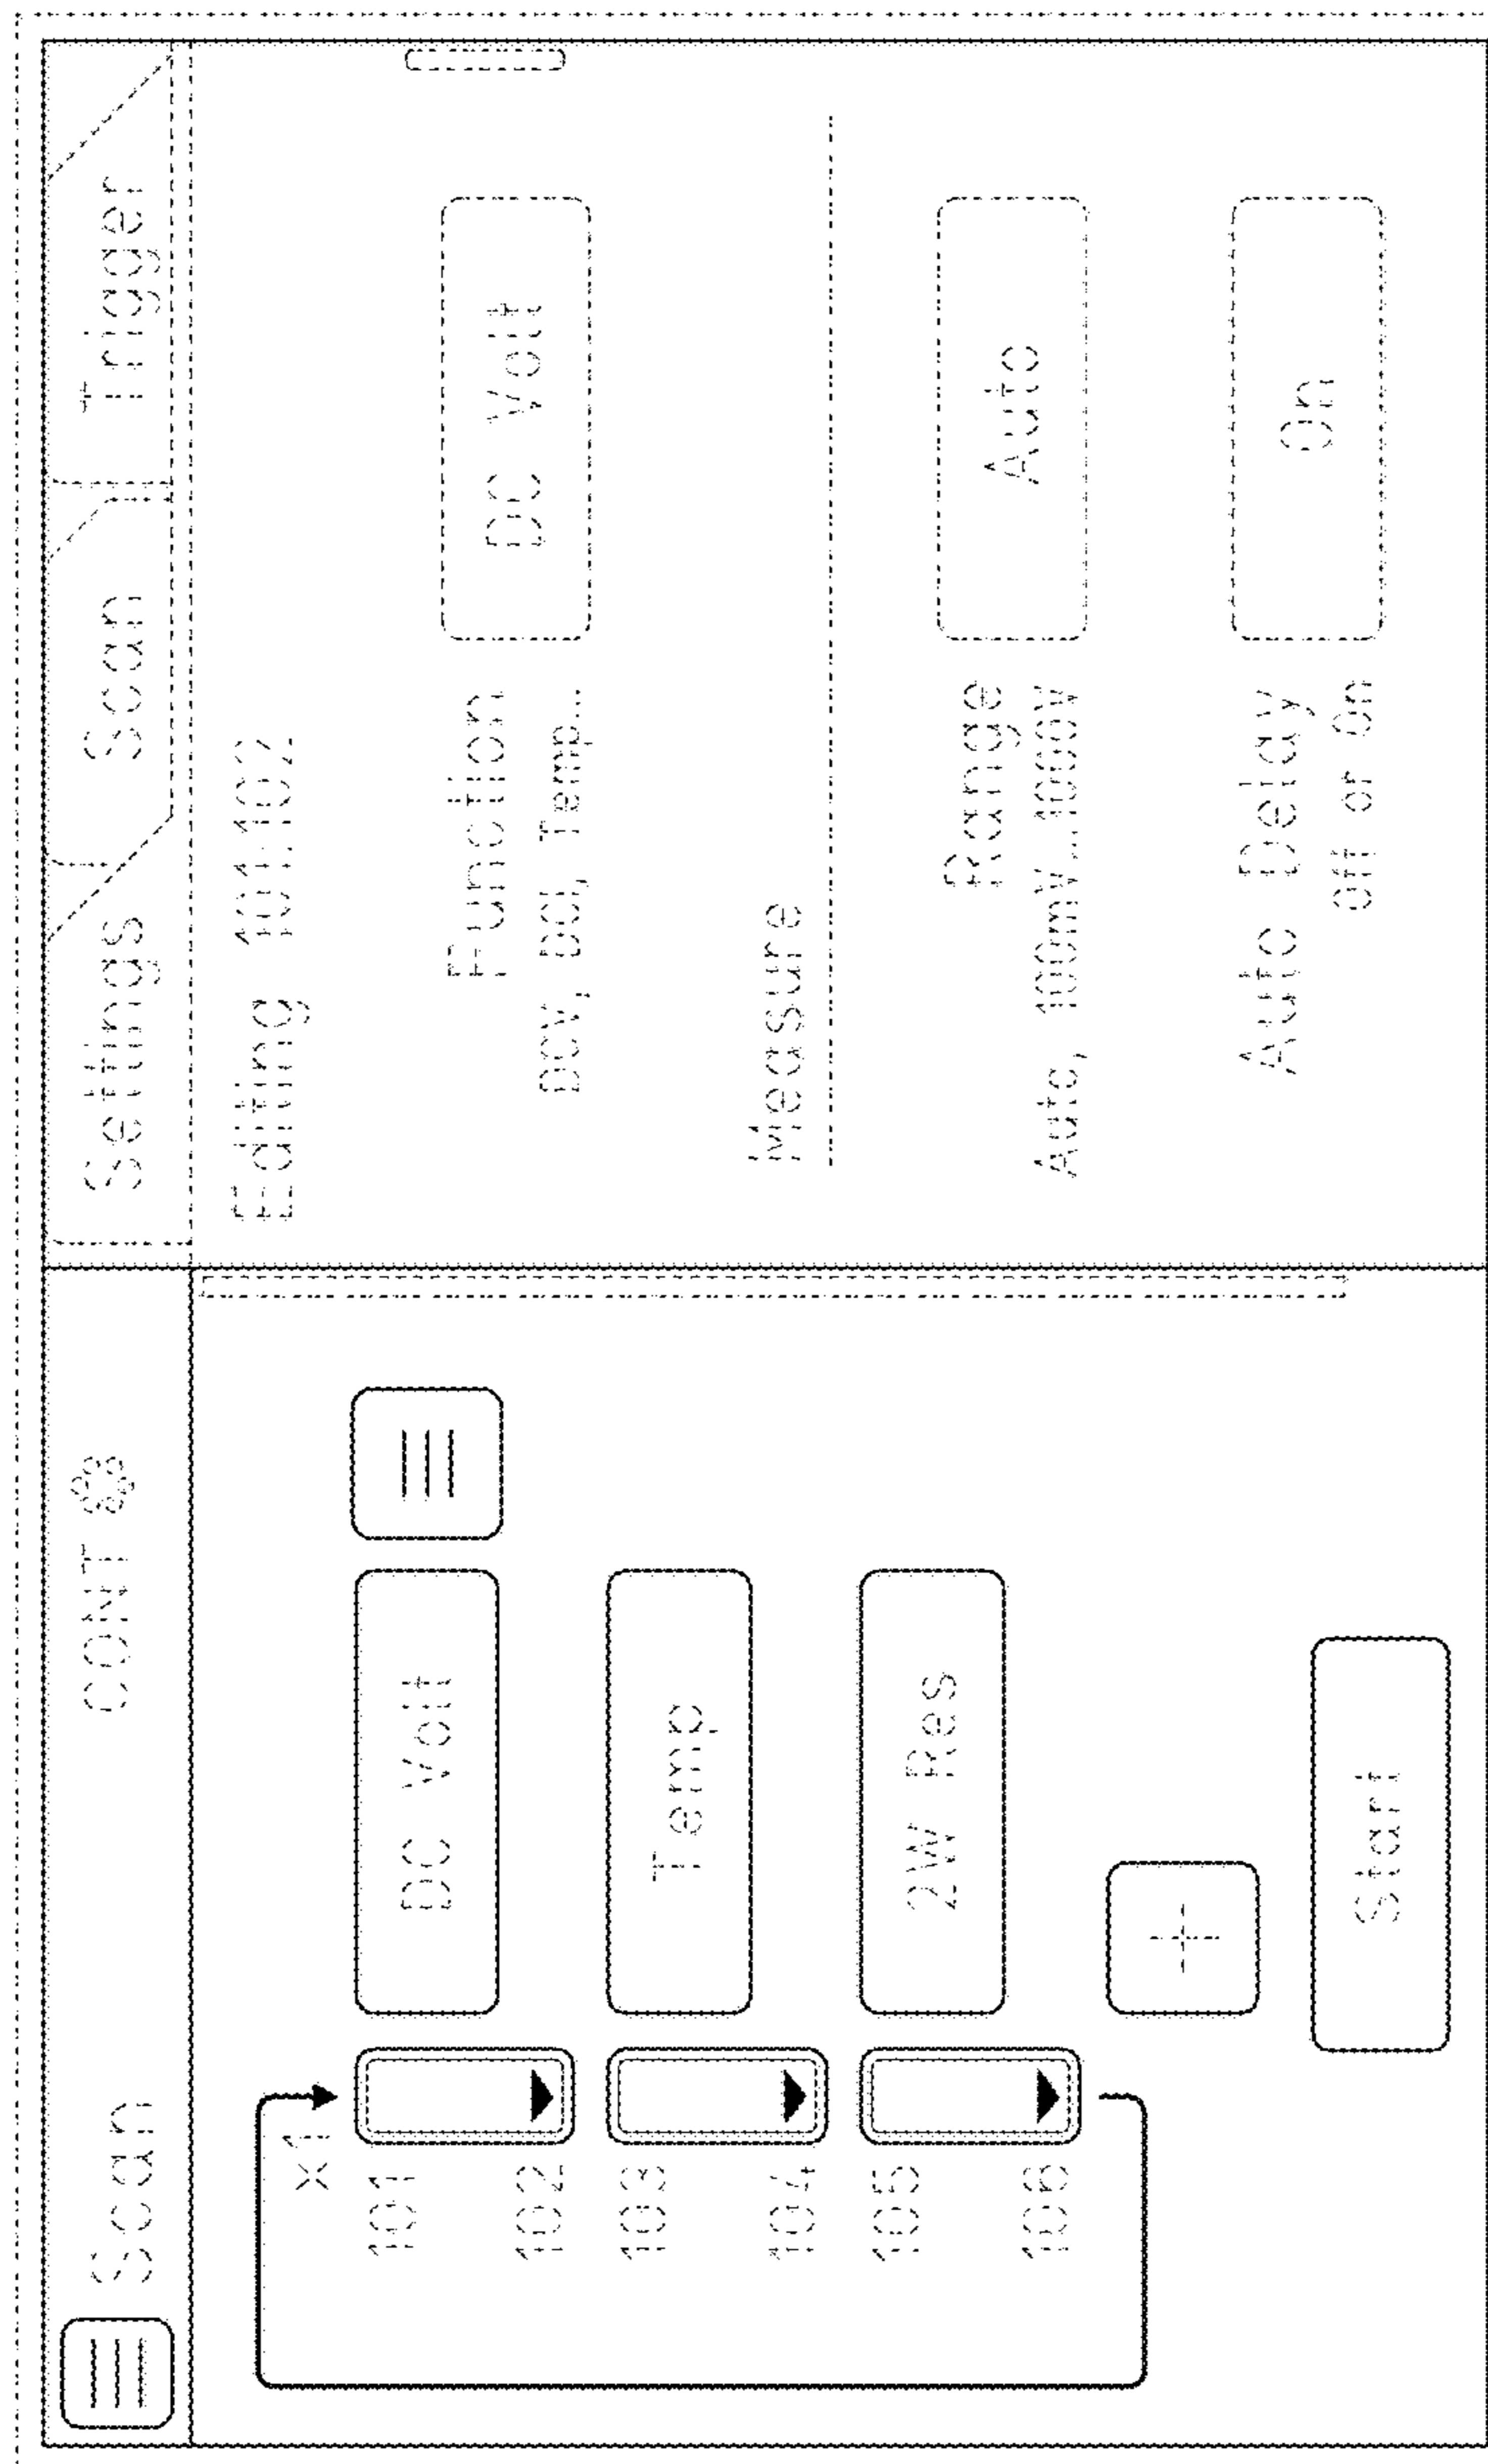 Scan CONT
x1
101 DC Volt
102
103 Temp
104
105 2W Res
106
+
Start
Settings Scan Trigger
Editing 101:102
Function DC Volt
DCV, DCI, Temp...
Measure
Range Auto
Auto, 100mV...1000V
Auto Delay On
Off or On